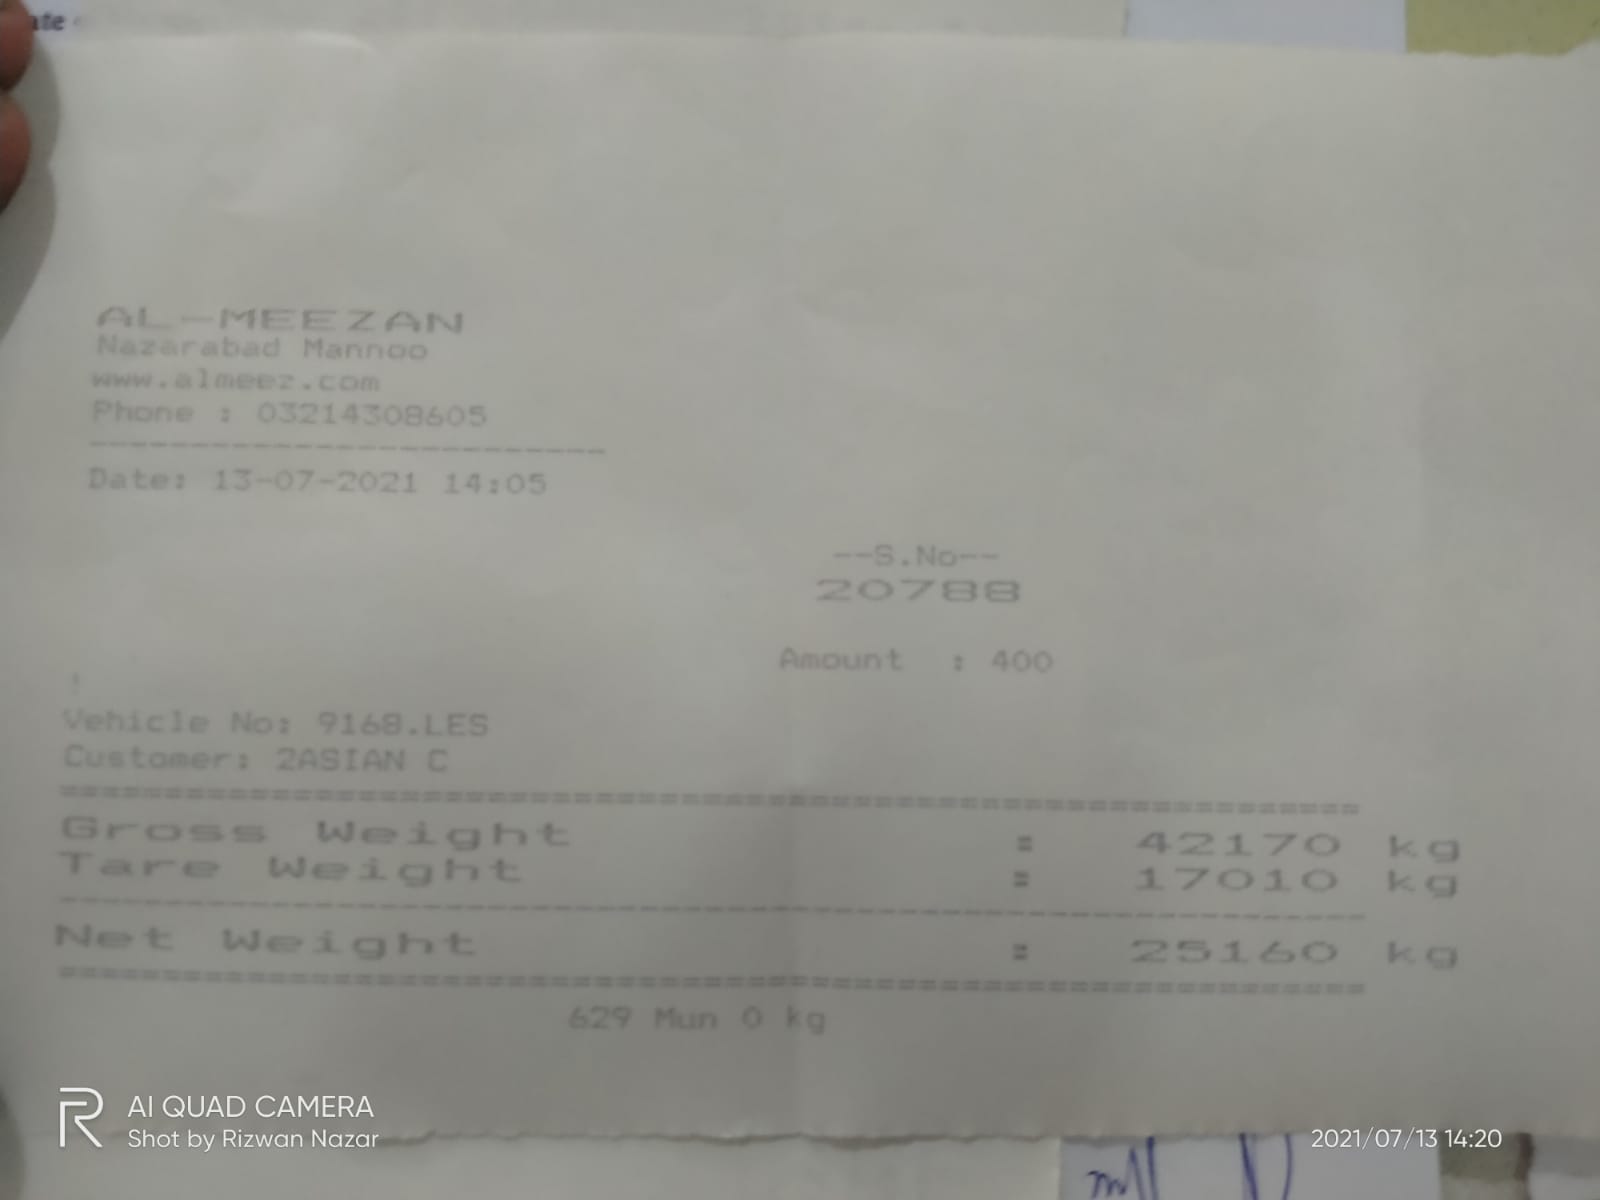 ate
AL-MEEZAN
Nazarabad Mannoo
www.almeez.com
Phone : 03214308605
-------------------------
Date: 13-07-2021 14:05
--S.No--
20788
Amount : 400
!
Vehicle No: 9168.LES
Customer: 2ASIAN C
Gross Weight : 42170 kg
Tare Weight : 17010 kg
Net Weight : 25160 kg
629 Mun 0 kg
AI QUAD CAMERA
Shot by Rizwan Nazar
2021/07/13 14:20